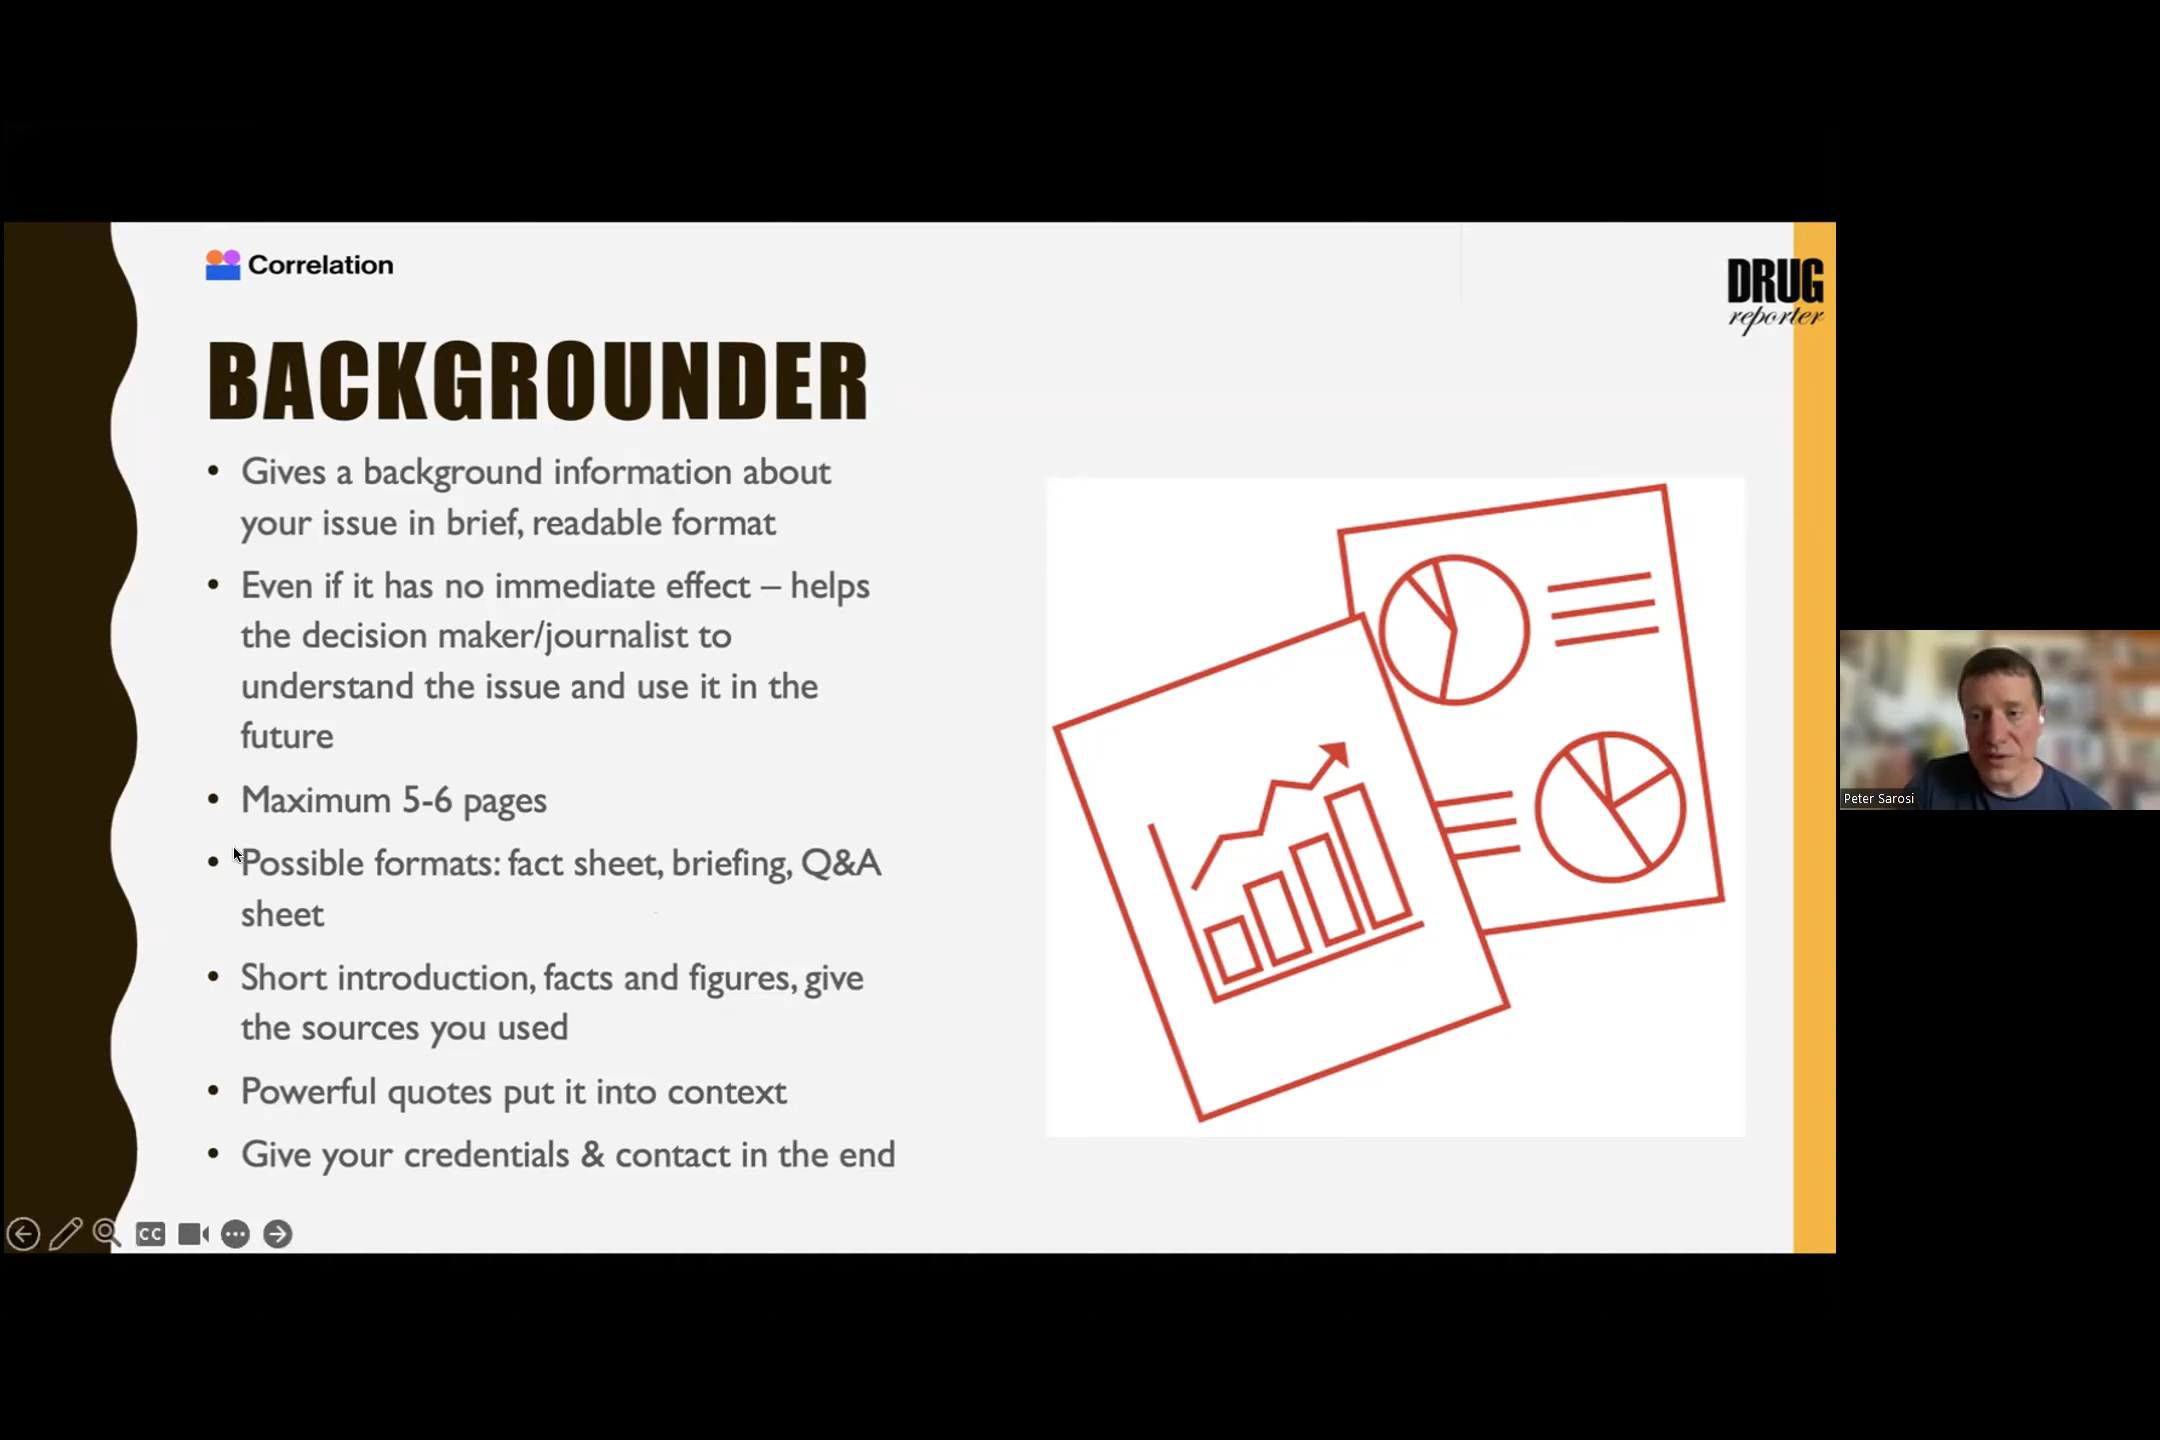 Correlation
DRUG
reporter
BACKGROUNDER
• Gives a background information about
your issue in brief, readable format
• Even if it has no immediate effect – helps
the decision maker/journalist to
understand the issue and use it in the
future
• Maximum 5-6 pages
• Possible formats: fact sheet, briefing, Q&A
sheet
• Short introduction, facts and figures, give
the sources you used
• Powerful quotes put it into context
• Give your credentials & contact in the end
CC
Peter Sarosi